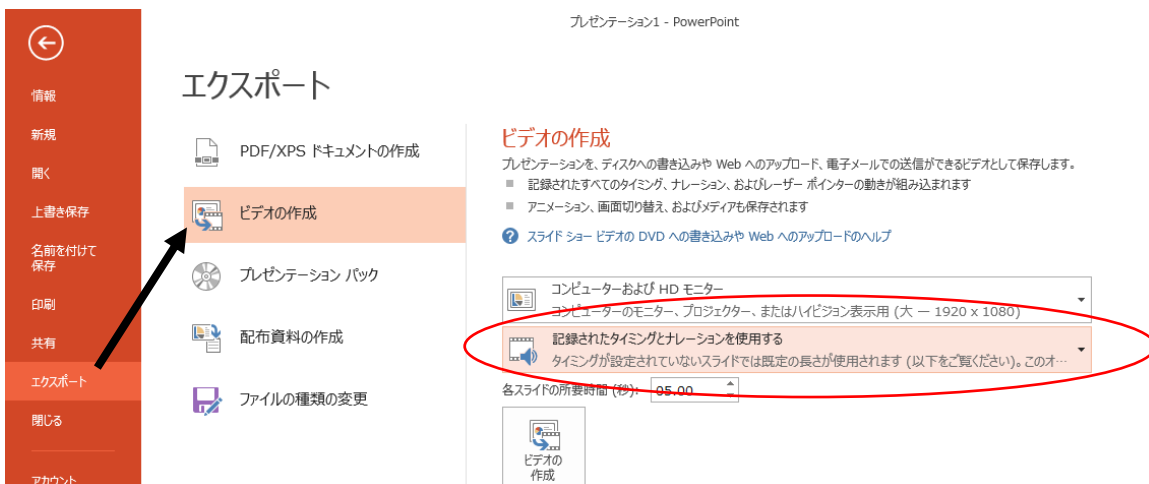 プレゼンテーション1 - PowerPoint
情報
新規
開く
上書き保存
名前を付けて
保存
印刷
共有
エクスポート
閉じる
アカウント
エクスポート
PDF/XPS ドキュメントの作成
ビデオの作成
プレゼンテーション パック
配布資料の作成
ファイルの種類の変更
ビデオの作成
プレゼンテーションを、ディスクへの書き込みや Web へのアップロード、電子メールでの送信ができるビデオとして保存します。
記録されたすべてのタイミング、ナレーション、およびレーザー ポインターの動きが組み込まれます
アニメーション、画面切り替え、およびメディアも保存されます
スライド ショー ビデオの DVD への書き込みや Web へのアップロードのヘルプ
コンピューターおよび HD モニター
コンピューターのモニター、プロジェクター、またはハイビジョン表示用 (大 — 1920 x 1080)
記録されたタイミングとナレーションを使用する
タイミングが設定されていないスライドでは既定の長さが使用されます (以下をご覧ください)。このオ…
各スライドの所要時間 (秒): 05.00
ビデオの
作成